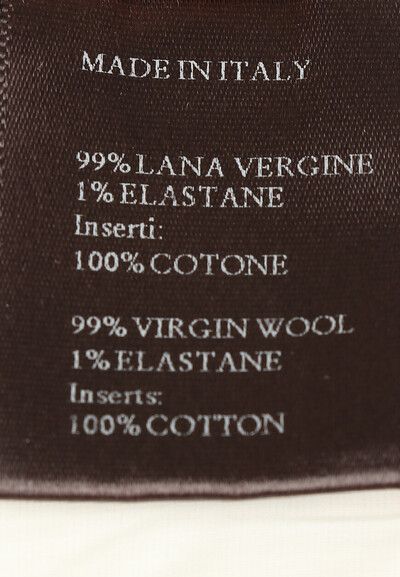 MADE IN ITALY
99% LANA VERGINE
1% ELASTANE
Inserti:
100% COTONE
99% VIRGIN WOOL
1% ELASTANE
Inserts:
100% COTTON